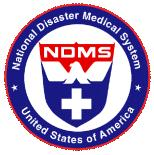 National Disaster Medical System
NDMS
United States of America